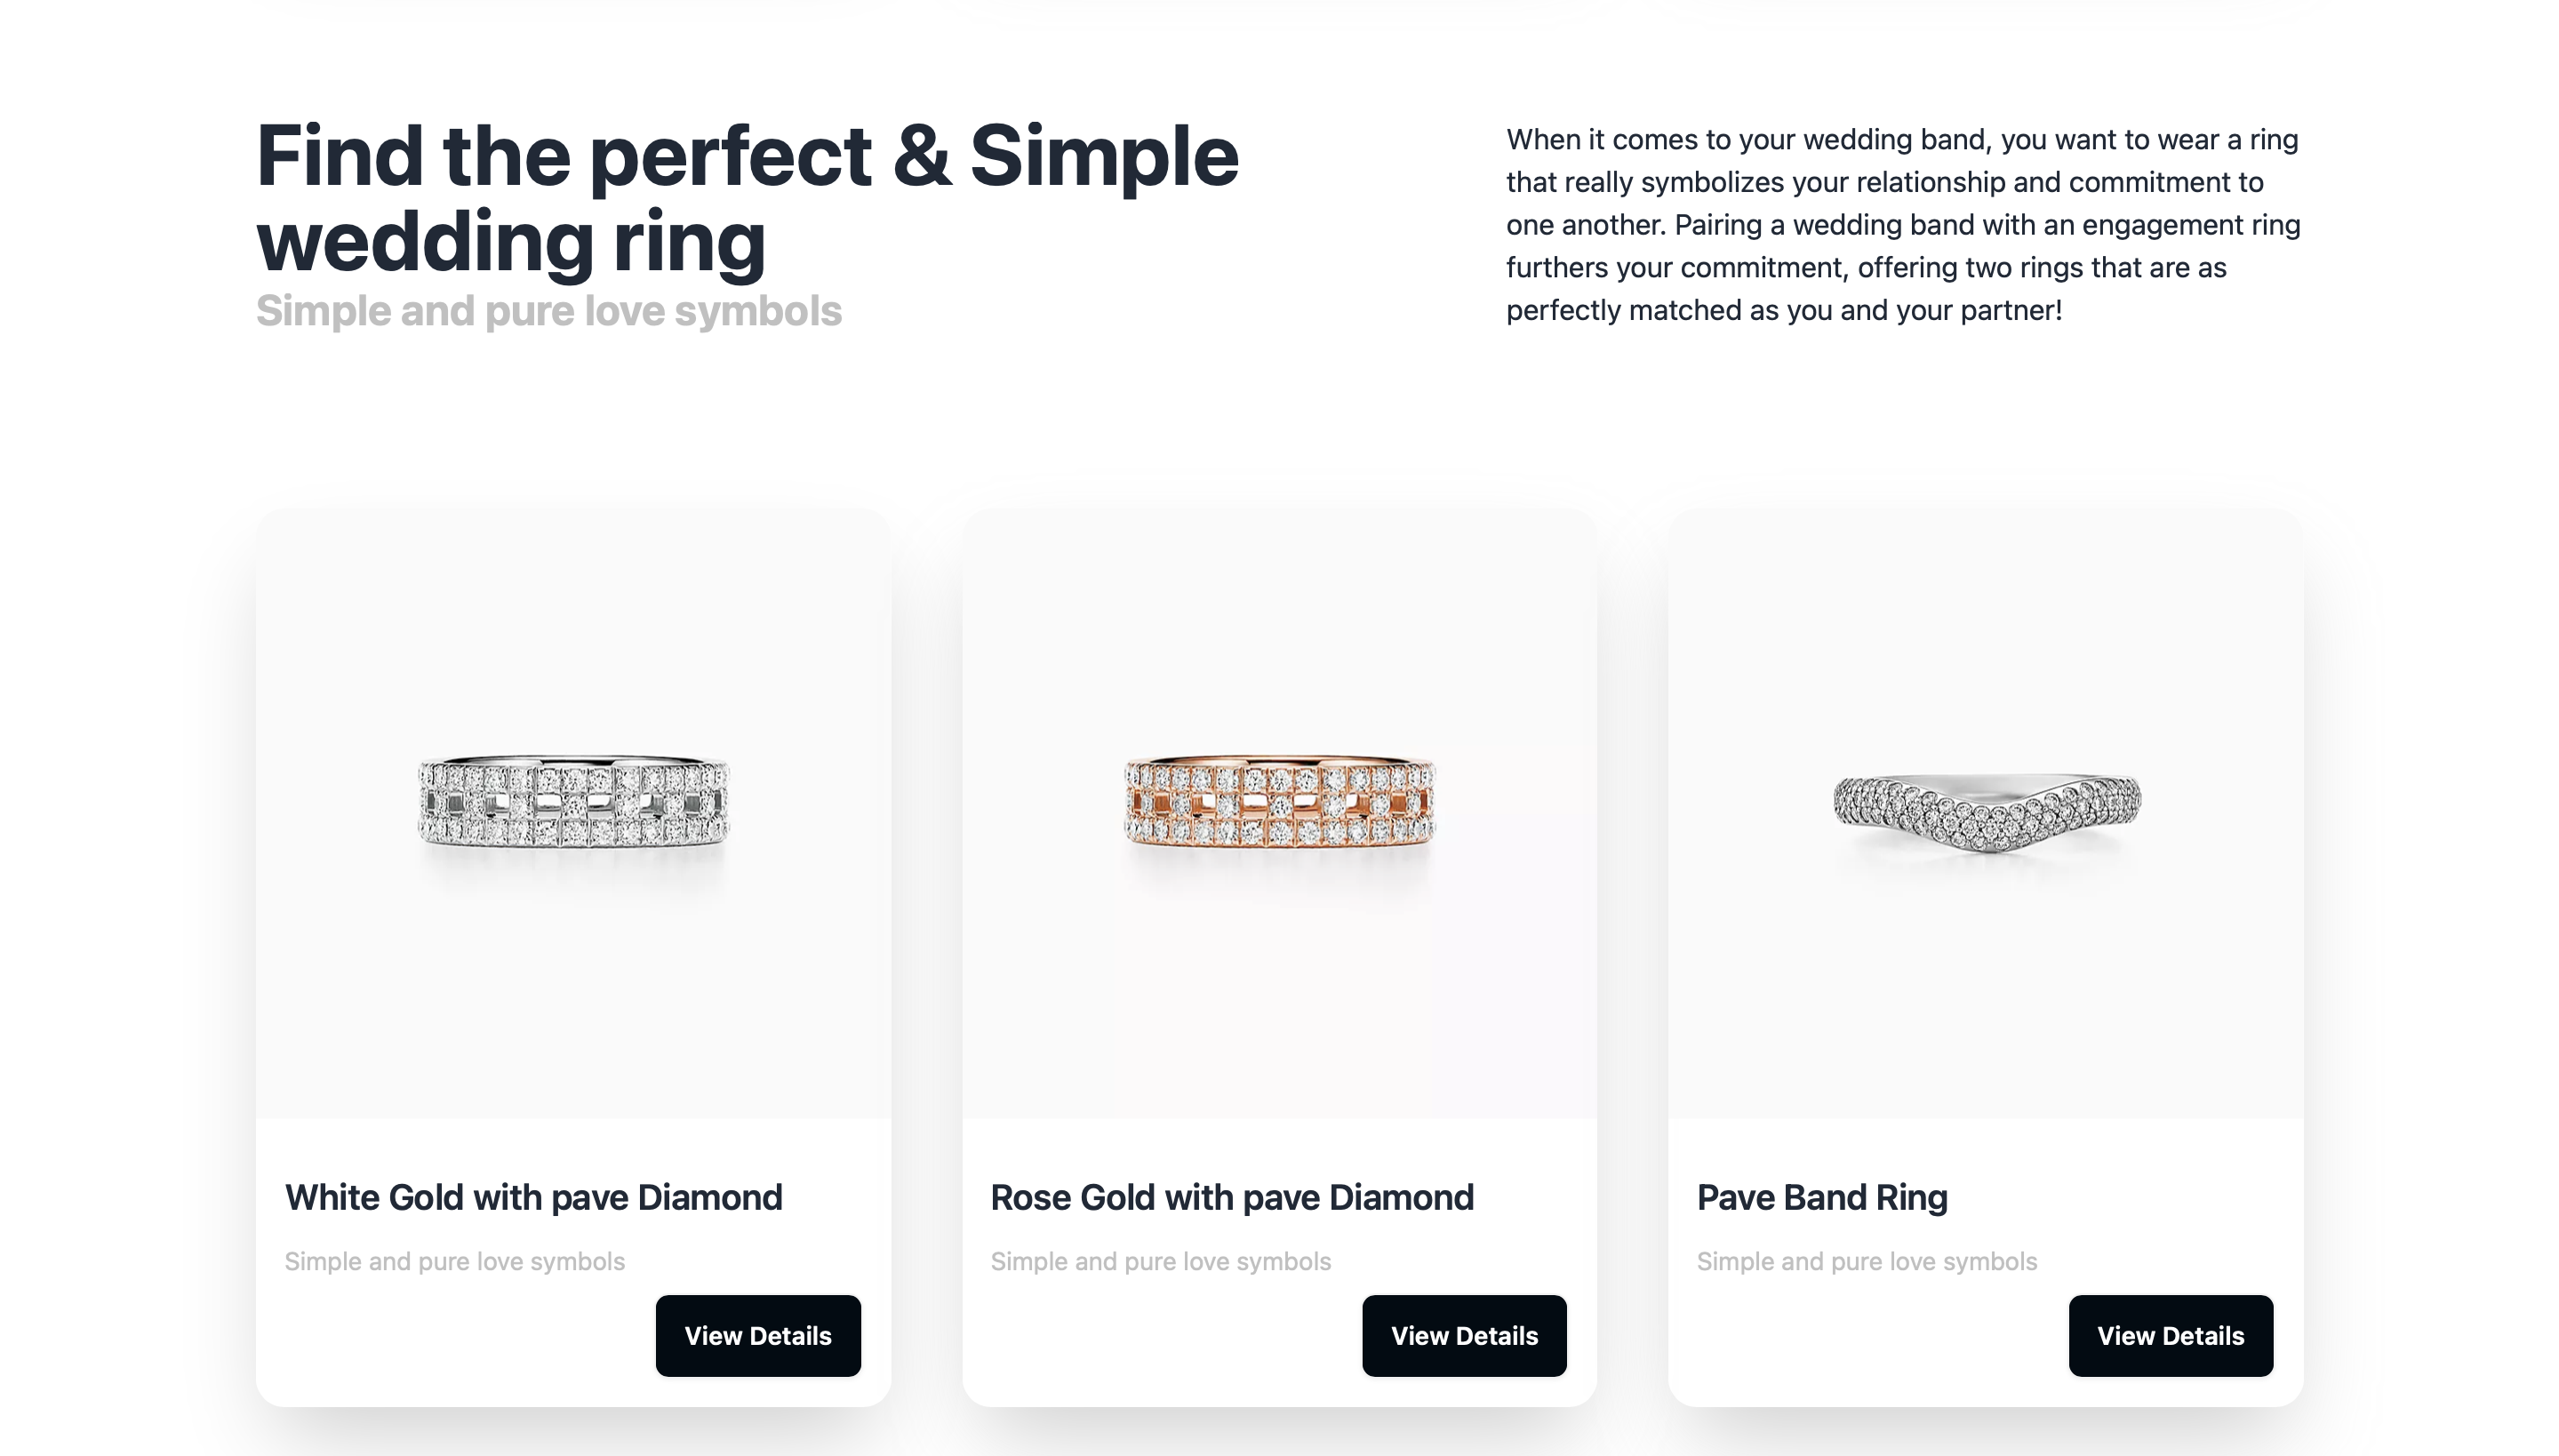 Find the perfect & Simple
wedding ring
Simple and pure love symbols
When it comes to your wedding band, you want to wear a ring
that really symbolizes your relationship and commitment to
one another. Pairing a wedding band with an engagement ring
furthers your commitment, offering two rings that are as
perfectly matched as you and your partner!
White Gold with pave Diamond
Simple and pure love symbols
View Details
Rose Gold with pave Diamond
Simple and pure love symbols
View Details
Pave Band Ring
Simple and pure love symbols
View Details